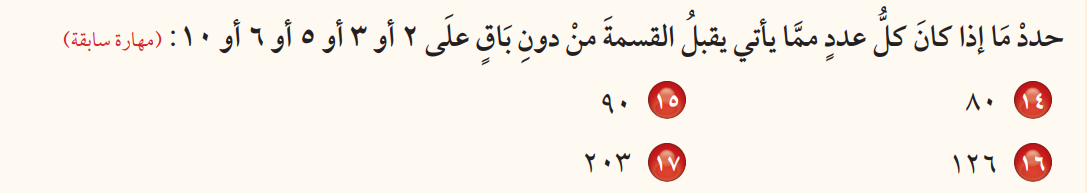 حددْ مَا إذا كانَ كلُّ عددٍ ممَّا يأتي يقبلُ القسمةَ منْ دونِ بَاقٍ علَى ٢ أو ٣ أو ٥ أو ٦ أو ١٠ : (مهارة سابقة)
١٤ ٨٠ ١٥ ٩٠
١٦ ١٢٦ ١٧ ٢٠٣